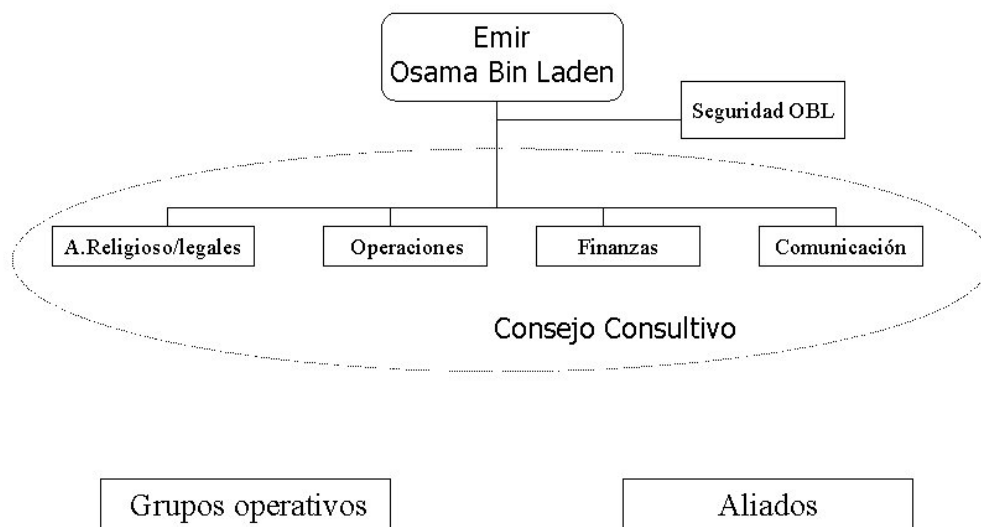 Emir
Osama Bin Laden
Seguridad OBL
A.Religioso/legales
Operaciones
Finanzas
Comunicación
Consejo Consultivo
Grupos operativos
Aliados